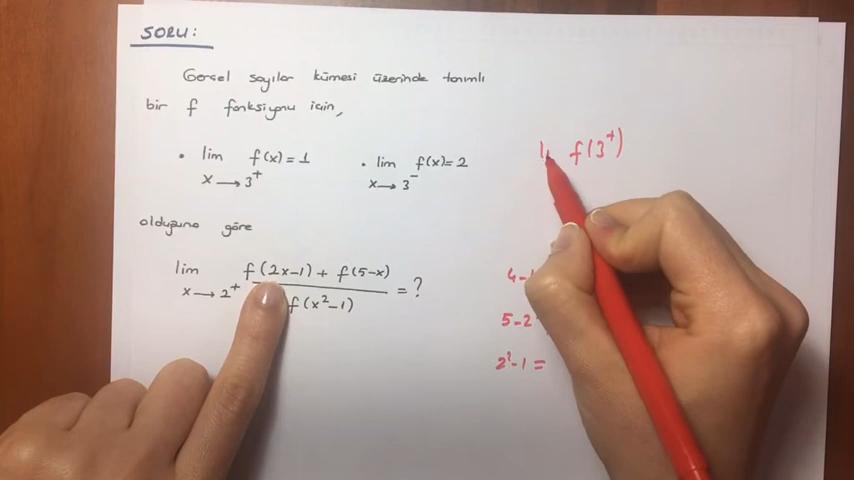 SORU:
Gerçel sayılar kümesi üzerinde tanımlı
bir f fonksiyonu için,
• lim f(x) = 1
x → 3⁺
• lim f(x) = 2
x → 3⁻
olduğuna göre
lim f(2x-1) + f(5-x) = ?
x → 2⁺ f(x²-1)
f(3⁺)
4-
5-2
2²-1 =